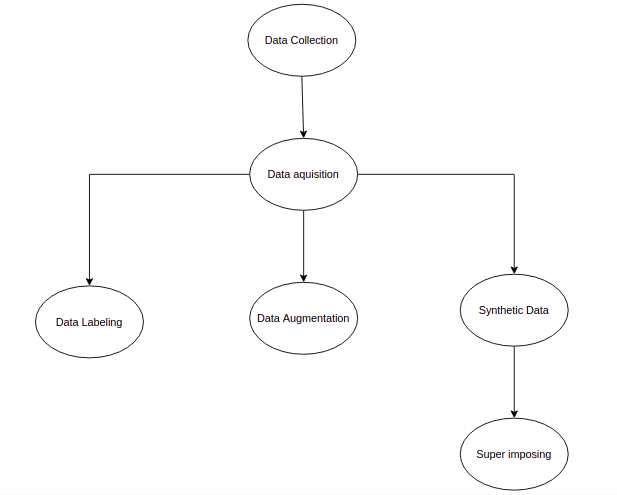 Data Collection
Data aquisition
Data Labeling
Data Augmentation
Synthetic Data
Super imposing